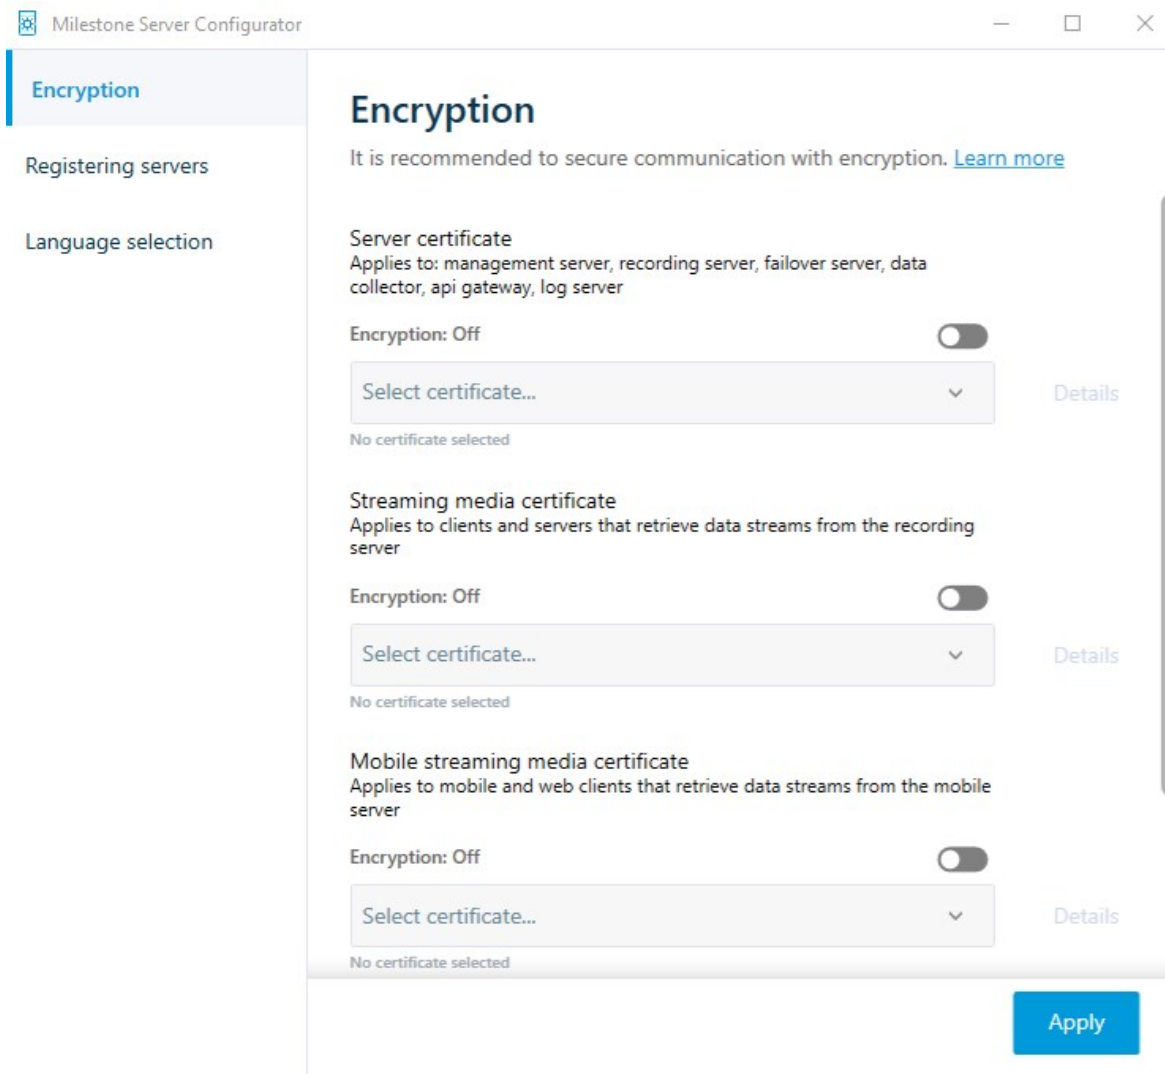 Milestone Server Configurator
Encryption
Registering servers
Language selection
Encryption
It is recommended to secure communication with encryption. Learn more
Server certificate
Applies to: management server, recording server, failover server, data
collector, api gateway, log server
Encryption: Off
Select certificate...
Details
No certificate selected
Streaming media certificate
Applies to clients and servers that retrieve data streams from the recording
server
Encryption: Off
Select certificate...
Details
No certificate selected
Mobile streaming media certificate
Applies to mobile and web clients that retrieve data streams from the mobile
server
Encryption: Off
Select certificate...
Details
No certificate selected
Apply